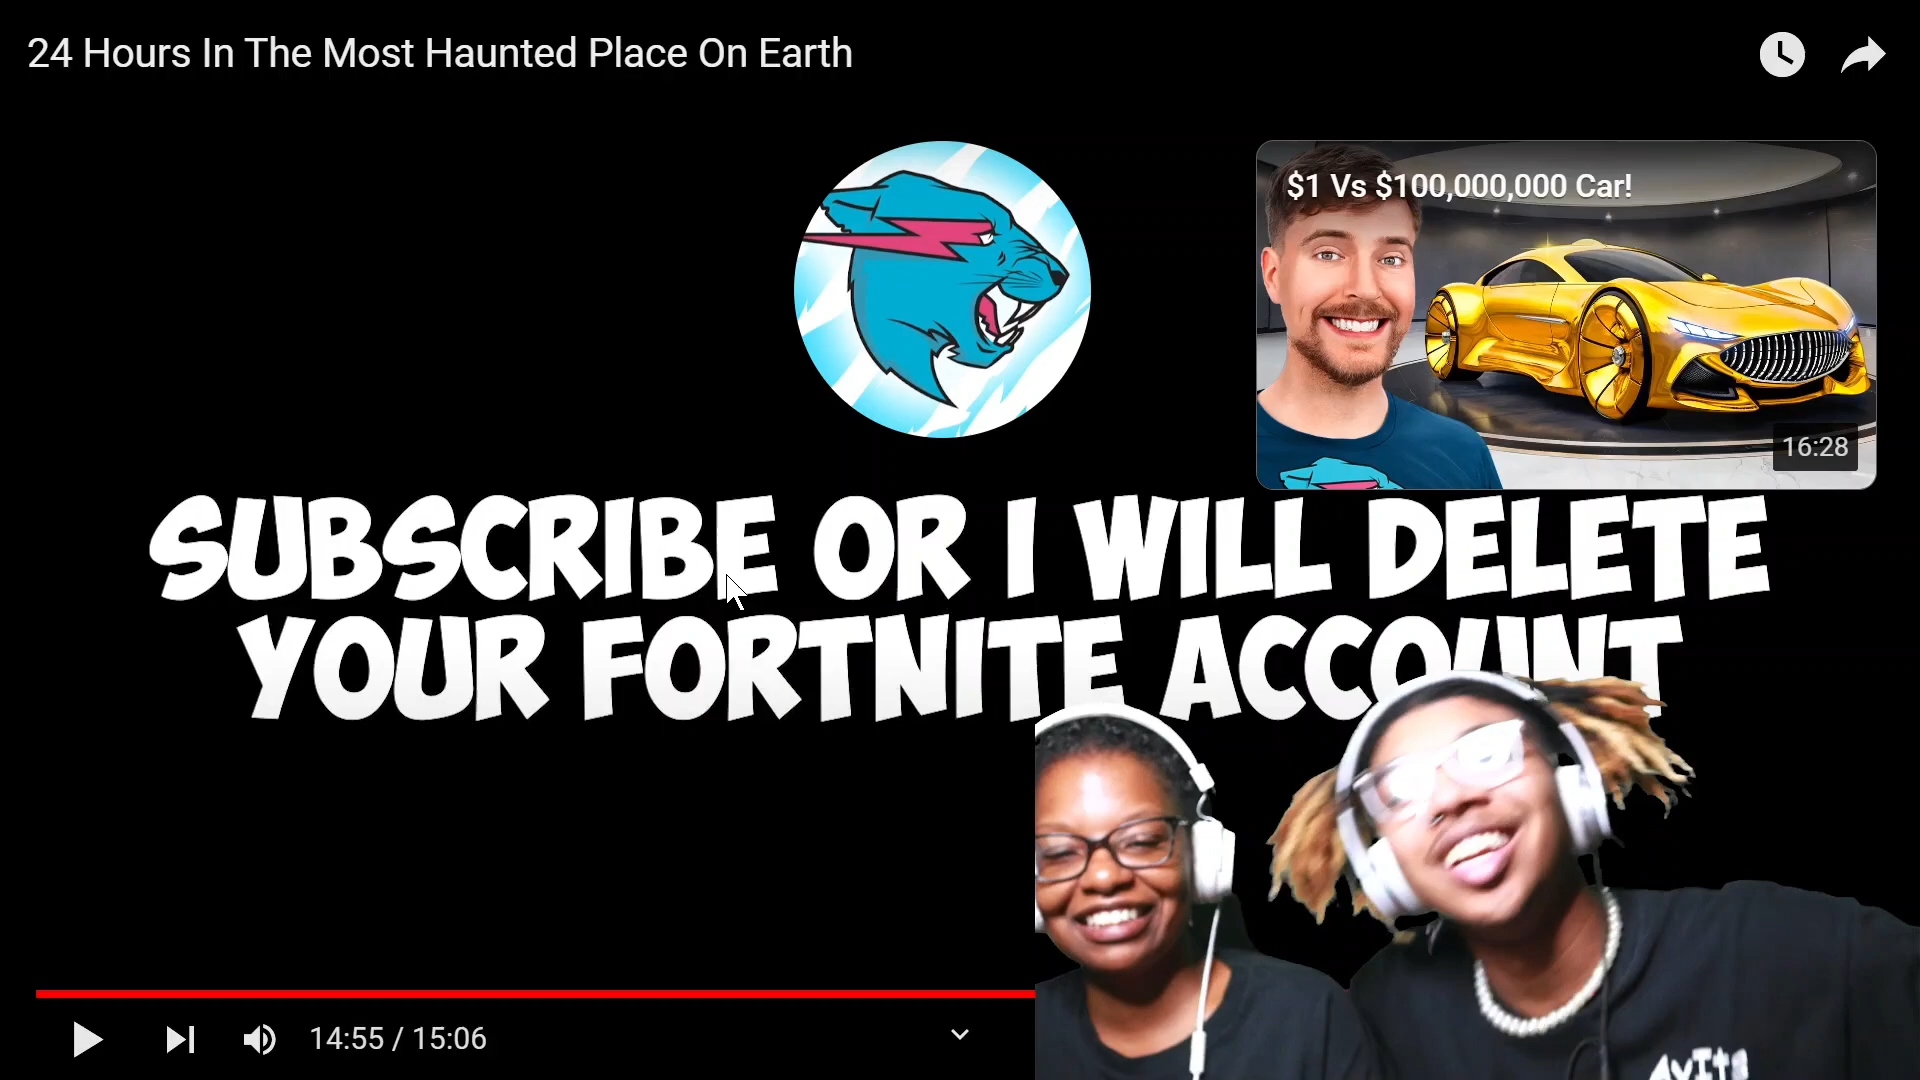 24 Hours In The Most Haunted Place On Earth
$1 Vs $100,000,000 Car!
16:28
SUBSCRIBE OR I WILL DELETE
YOUR FORTNITE ACCOUNT
14:55 / 15:06